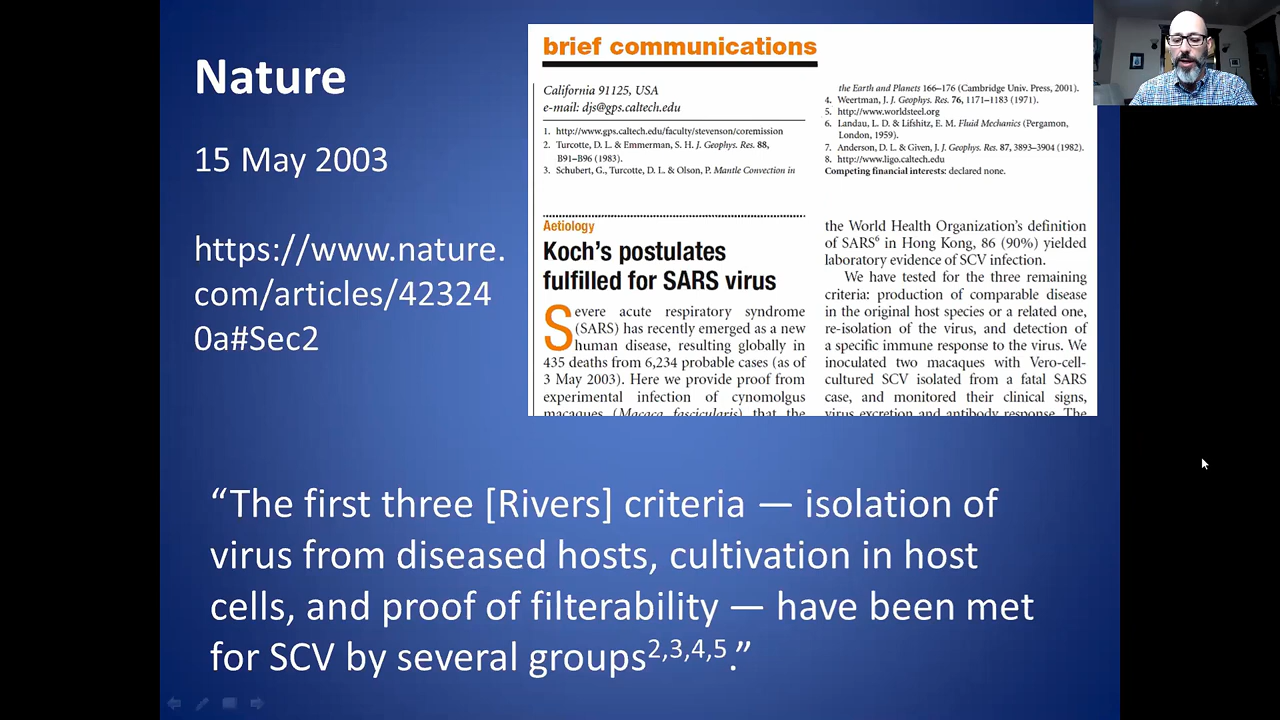 Nature
15 May 2003
https://www.nature.
com/articles/42324
0a#Sec2
brief communications
California 91125, USA
e-mail: djs@gps.caltech.edu
1. http://www.gps.caltech.edu/faculty/stevenson/coremission
2. Turcotte, D. L. & Emmerman, S. H. J. Geophys. Res. 88,
B91–B96 (1983).
3. Schubert, G., Turcotte, D. L. & Olson, P. Mantle Convection in
the Earth and Planets 166–176 (Cambridge Univ. Press, 2001).
4. Weertman, J. J. Geophys. Res. 76, 1171–1183 (1971).
5. http://www.worldsteel.org
6. Landau, L. D. & Lifshitz, E. M. Fluid Mechanics (Pergamon,
London, 1959).
7. Anderson, D. L. & Given, J. J. Geophys. Res. 87, 3893–3904 (1982).
8. http://www.ligo.caltech.edu
Competing financial interests: declared none.
Aetiology
Koch’s postulates
fulfilled for SARS virus
Severe acute respiratory syndrome
(SARS) has recently emerged as a new
human disease, resulting globally in
435 deaths from 6,234 probable cases (as of
3 May 2003). Here we provide proof from
experimental infection of cynomolgus
macaques (Macaca fascicularis) that the
the World Health Organization’s definition
of SARS6 in Hong Kong, 86 (90%) yielded
laboratory evidence of SCV infection.
We have tested for the three remaining
criteria: production of comparable disease
in the original host species or a related one,
re-isolation of the virus, and detection of
a specific immune response to the virus. We
inoculated two macaques with Vero-cell-
cultured SCV isolated from a fatal SARS
case, and monitored their clinical signs,
virus excretion and antibody response. The
“The first three [Rivers] criteria — isolation of
virus from diseased hosts, cultivation in host
cells, and proof of filterability — have been met
for SCV by several groups2,3,4,5.”